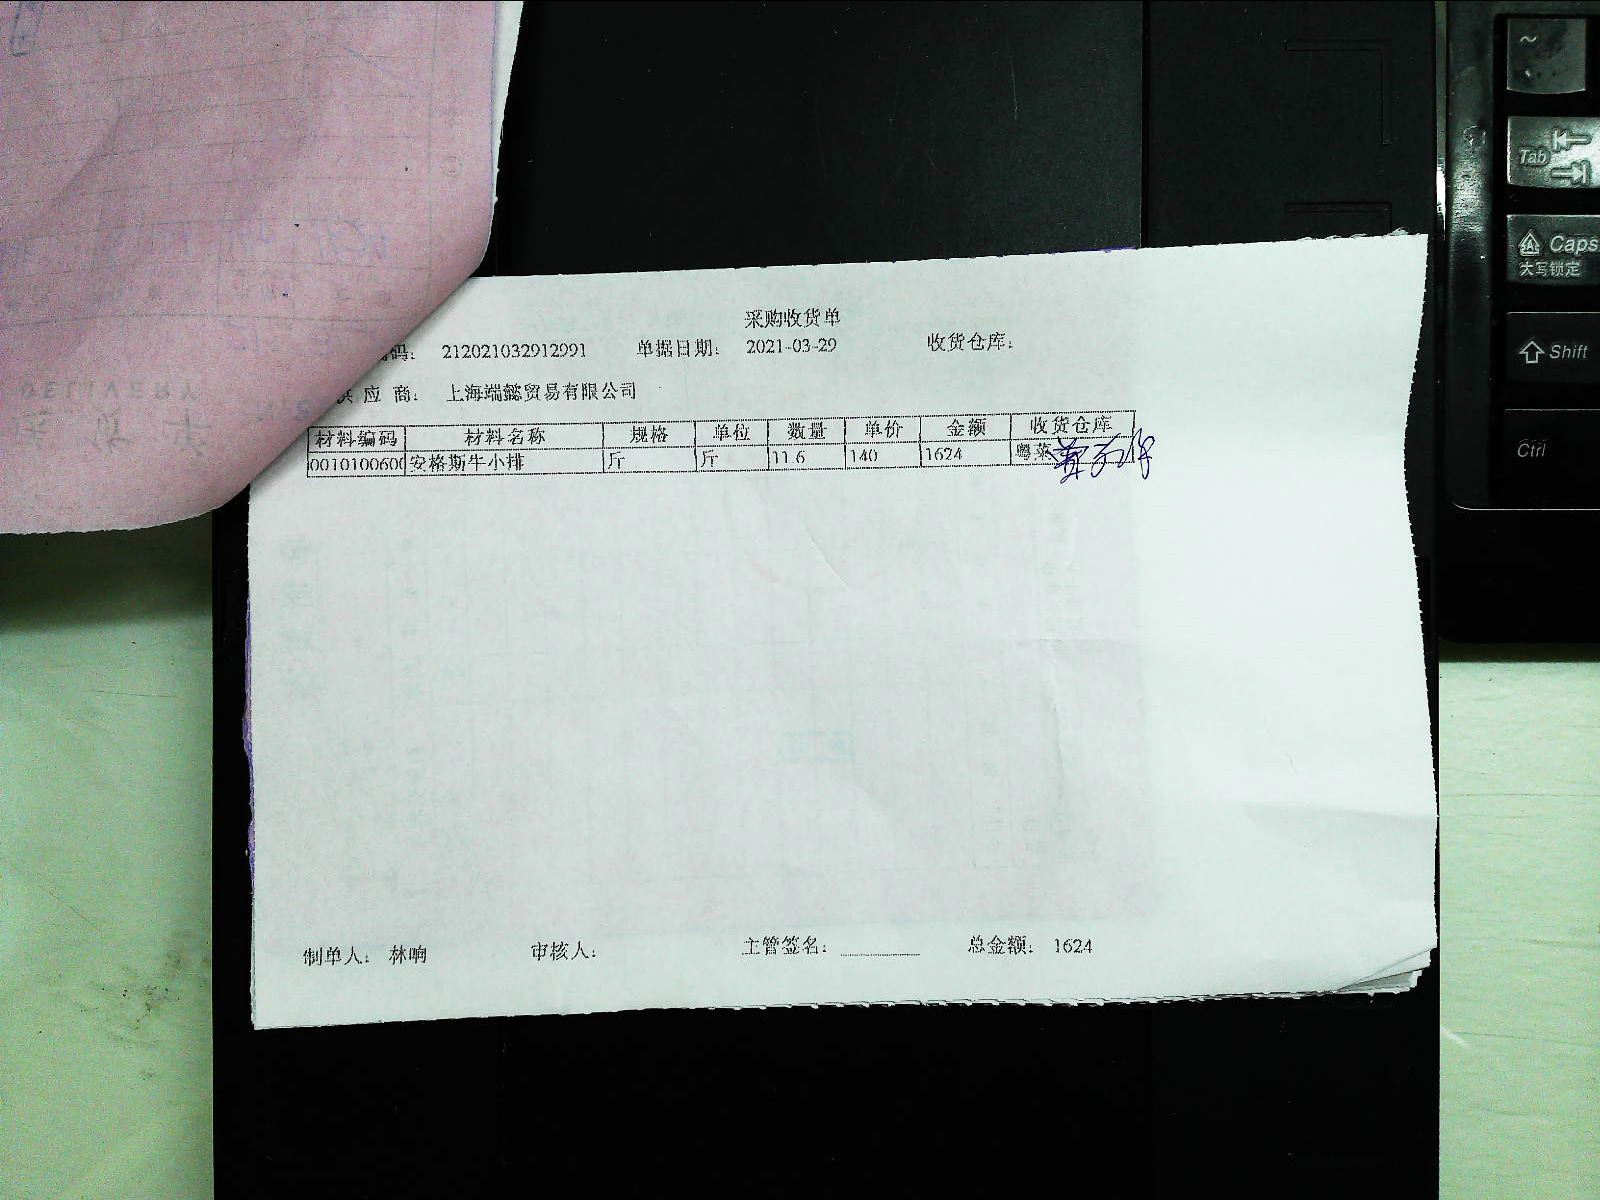 采购收货单
码: 212021032912991 单据日期: 2021-03-29 收货仓库:
供应商: 上海端懿贸易有限公司
材料编码 材料名称 规格 单位 数量 单价 金额 收货仓库
0010100600 安格斯牛小排 斤 斤 11.6 140 1624 粤菜
制单人: 林响 审核人: 主管签名: 总金额: 1624
DELIVERY
~
Tab
Caps
大写锁定
Shift
Ctrl